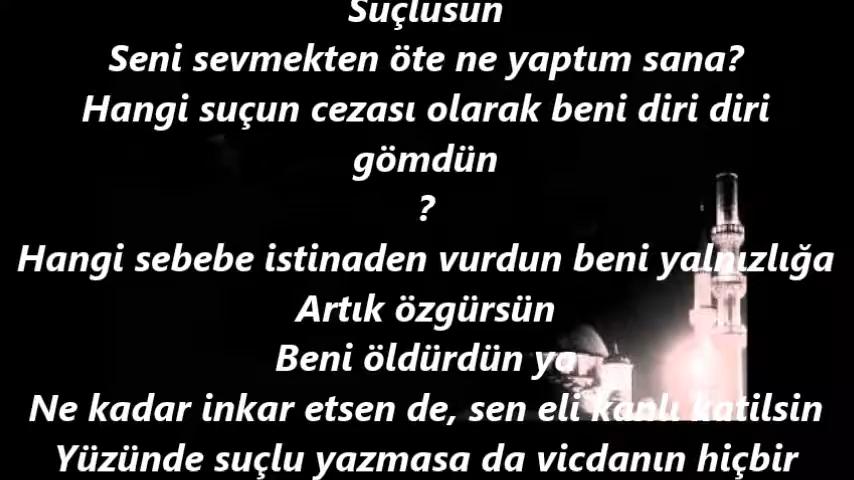 Suçlusun
Seni sevmekten öte ne yaptım sana?
Hangi suçun cezası olarak beni diri diri
gömdün
?
Hangi sebebe istinaden vurdun beni yalnızlığa
Artık özgürsün
Beni öldürdün ya
Ne kadar inkar etsen de, sen eli kanlı katilsin
Yüzünde suçlu yazmasa da vicdanın hiçbir